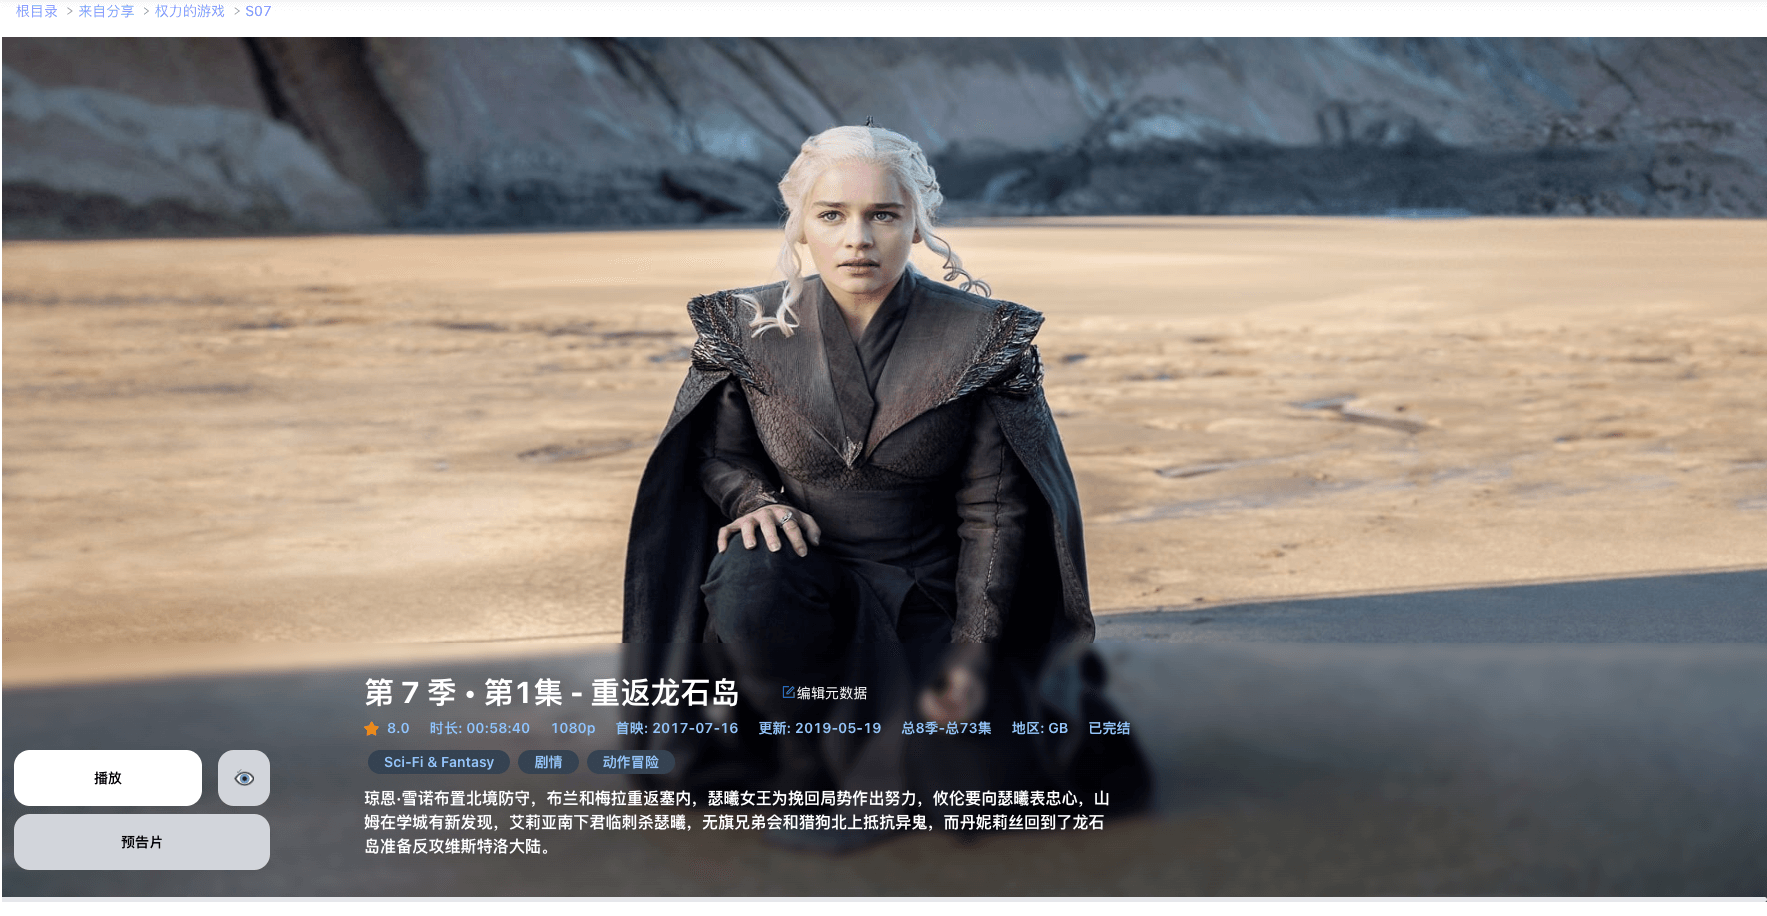 根目录 > 来自分享 > 权力的游戏 > S07
第 7 季 • 第1集 - 重返龙石岛 编辑元数据
8.0 时长: 00:58:40 1080p 首映: 2017-07-16 更新: 2019-05-19 总8季-总73集 地区: GB 已完结
Sci-Fi & Fantasy 剧情 动作冒险
琼恩·雪诺布置北境防守，布兰和梅拉重返塞内，瑟曦女王为挽回局势作出努力，攸伦要向瑟曦表忠心，山
姆在学城有新发现，艾莉亚南下君临刺杀瑟曦，无旗兄弟会和猎狗北上抵抗异鬼，而丹妮莉丝回到了龙石
岛准备反攻维斯特洛大陆。
播放
预告片